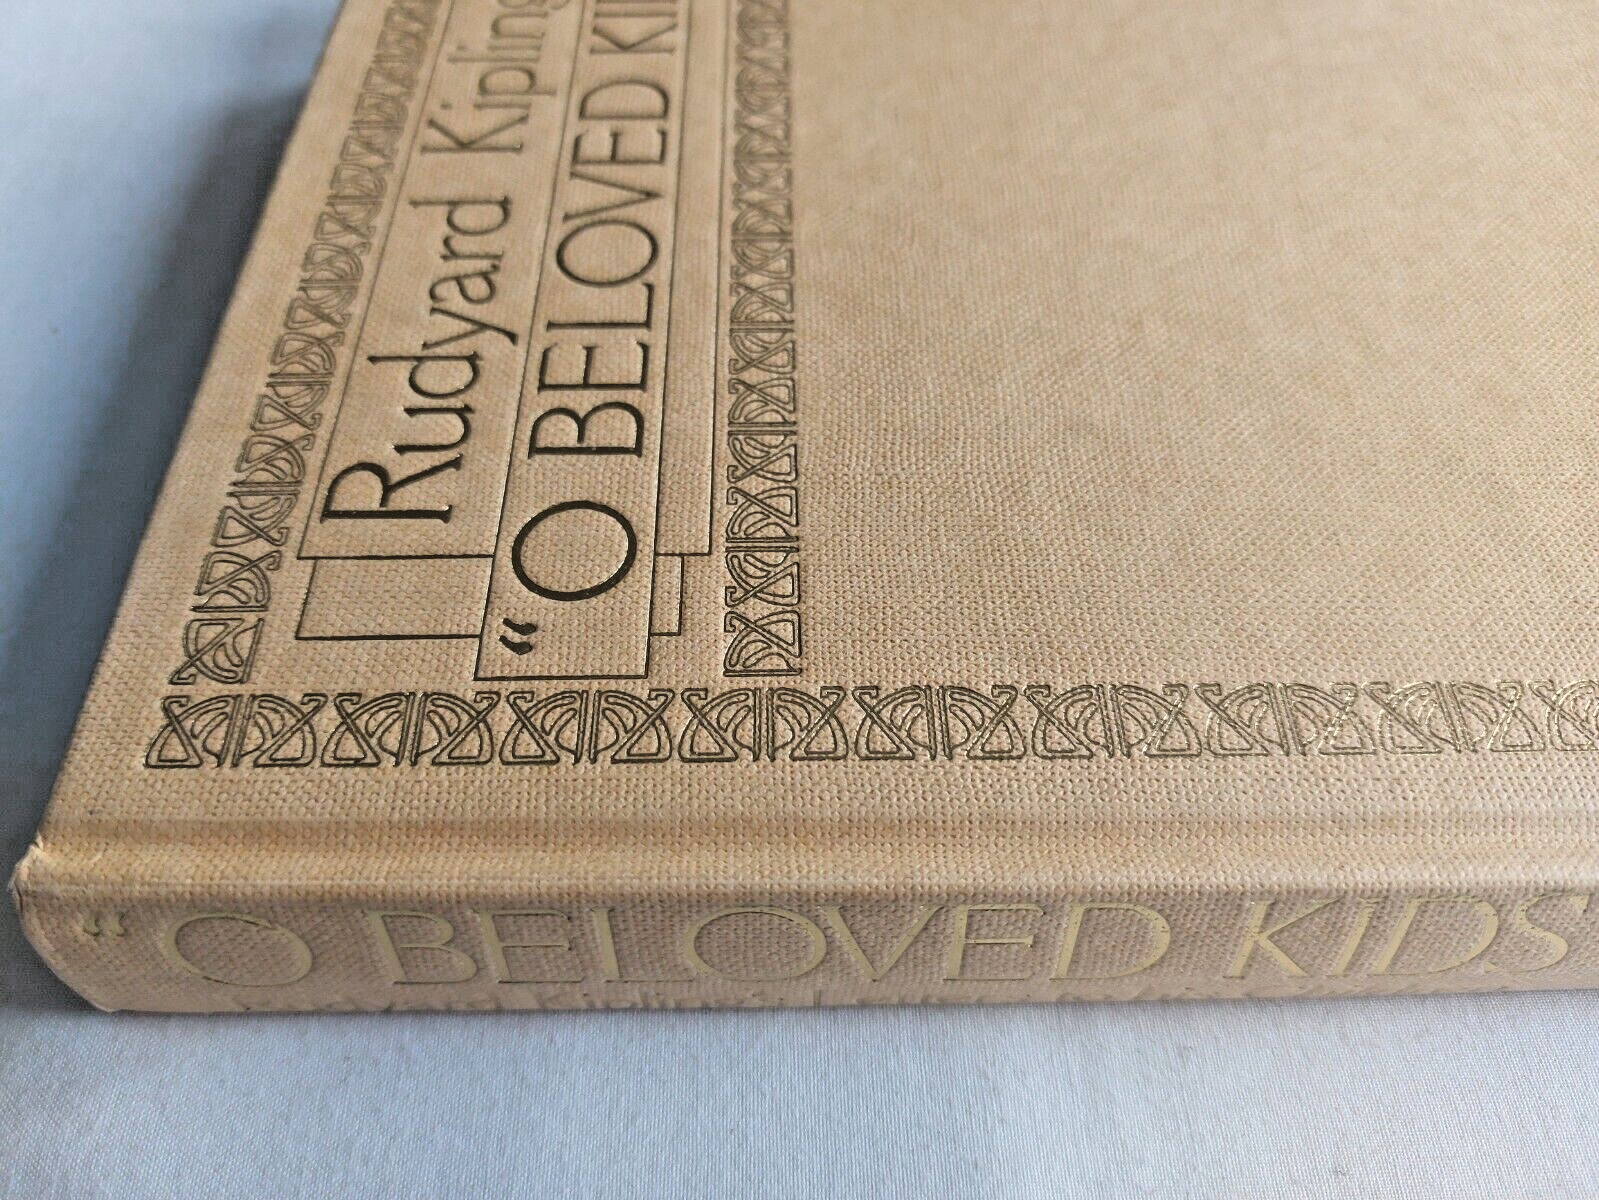 Rudyard Kipling
“O BELOVED KI
“O BELOVED KIDS